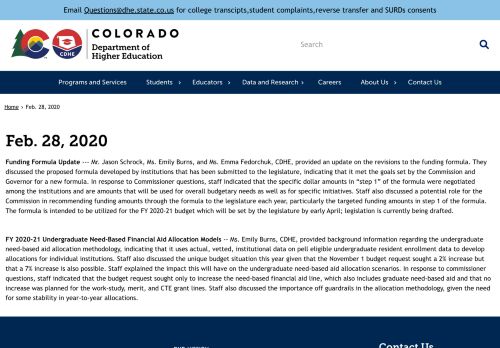 Email Questions@dhe.state.co.us for college transcipts,student complaints,reverse transfer and SURDs consents
COLORADO
Department of
Higher Education
CDHE
Search
Programs and Services Students Educators Data and Research Careers About Us Contact Us
Home > Feb. 28, 2020
Feb. 28, 2020
Funding Formula Update --- Mr. Jason Schrock, Ms. Emily Burns, and Ms. Emma Fedorchuk, CDHE, provided an update on the revisions to the funding formula. They
discussed the proposed formula developed by institutions that has been submitted to the legislature, indicating that it met the goals set by the Commission and
Governor for a new formula. In response to Commissioner questions, staff indicated that the specific dollar amounts in “step 1” of the formula were negotiated
among the institutions and are amounts that will be used for overall budgetary needs as well as for specific initiatives. Staff also discussed a potential role for the
Commission in recommending funding amounts through the formula to the legislature each year, particularly the targeted funding amounts in step 1 of the formula.
The formula is intended to be utilized for the FY 2020-21 budget which will be set by the legislature by early April; legislation is currently being drafted.
FY 2020-21 Undergraduate Need-Based Financial Aid Allocation Models -- Ms. Emily Burns, CDHE, provided background information regarding the undergraduate
need-based aid allocation methodology, indicating that it uses actual, vetted, institutional data on pell eligible undergraduate resident enrollment data to develop
allocations for individual institutions. Staff also discussed the unique budget situation this year given that the November 1 budget request sought a 2% increase but
that a 7% increase is also possible. Staff explained the impact this will have on the undergraduate need-based aid allocation scenarios. In response to commissioner
questions, staff indicated that the budget request sought only to increase the need-based financial aid line, which also includes graduate need-based aid and that no
increase was planned for the work-study, merit, and CTE grant lines. Staff also discussed the importance off guardrails in the allocation methodology, given the need
for some stability in year-to-year allocations.
Contact Us